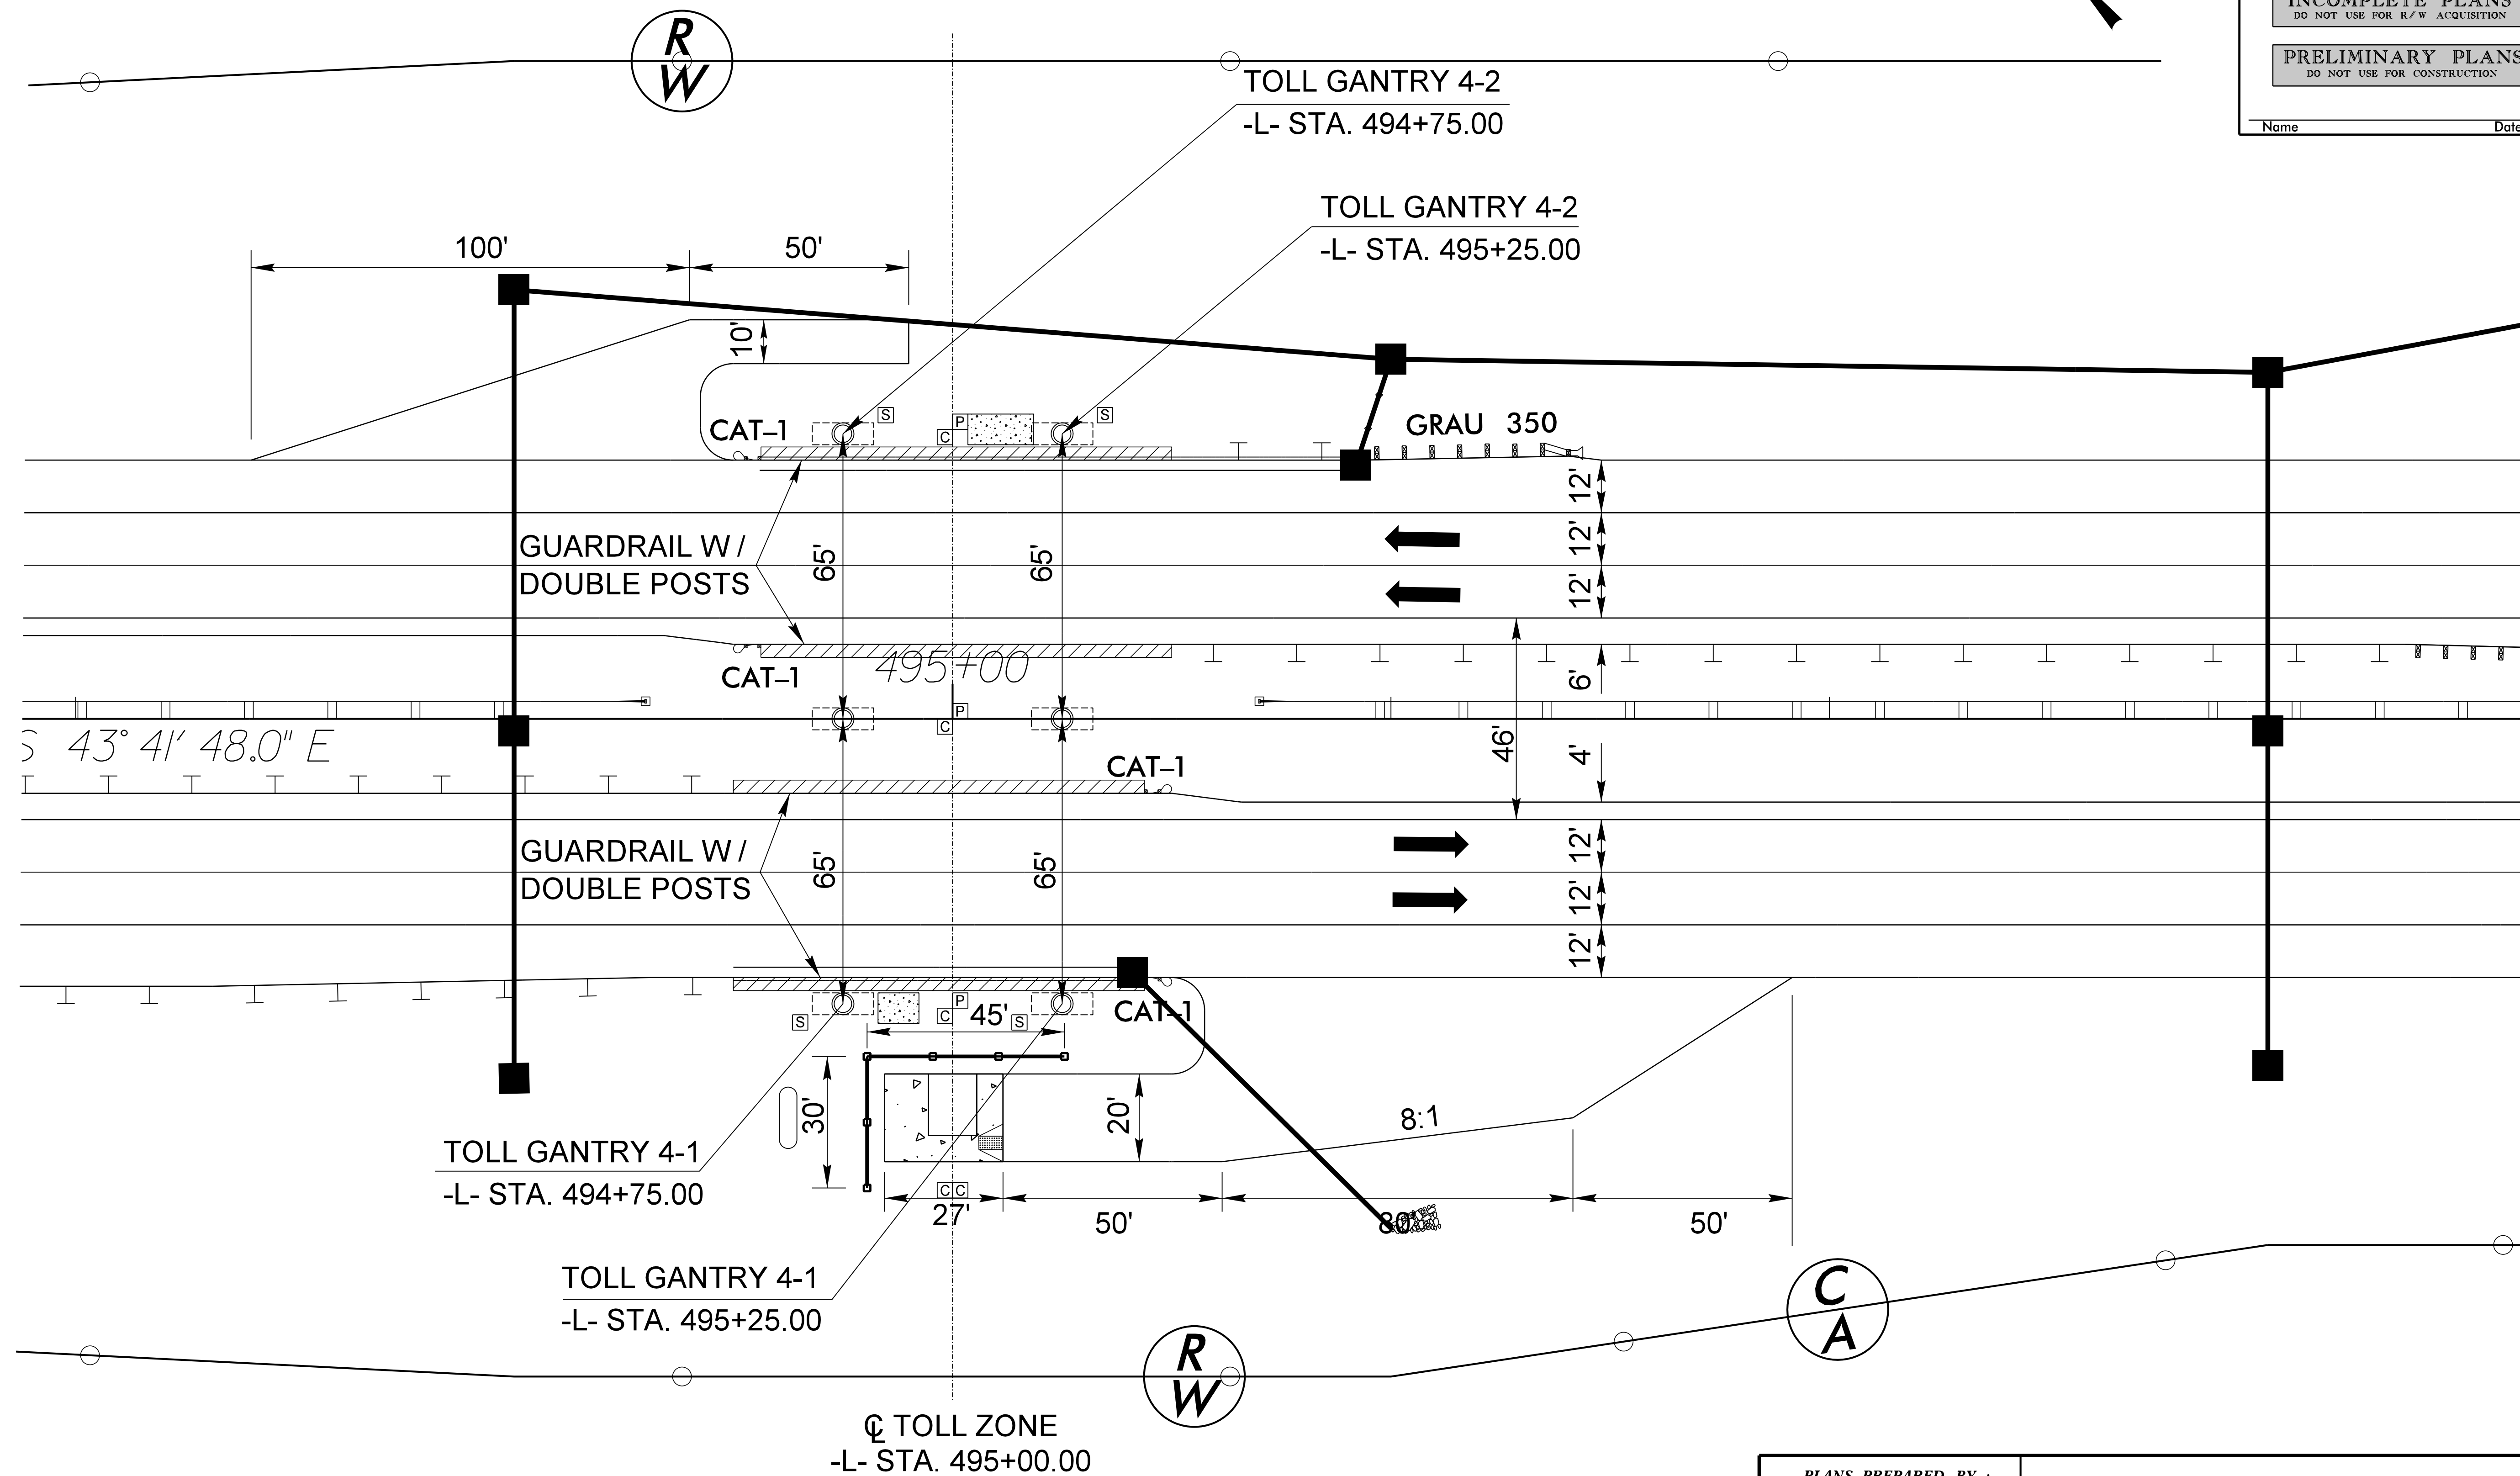 INCOMPLETE PLANS
DO NOT USE FOR R/W ACQUISITION
PRELIMINARY PLANS
DO NOT USE FOR CONSTRUCTION
Name
Date
R
W
TOLL GANTRY 4-2
-L- STA. 494+75.00
TOLL GANTRY 4-2
-L- STA. 495+25.00
100'
50'
10'
CAT-1
S
P
C
S
GRAU 350
12'
12'
12'
GUARDRAIL W /
DOUBLE POSTS
65'
65'
495+00
CAT-1
6'
P
C
46'
4'
S 43° 41' 48.0" E
CAT-1
GUARDRAIL W /
DOUBLE POSTS
65'
65'
12'
12'
12'
S
C
P
45'
S
CAT-1
30'
20'
8:1
TOLL GANTRY 4-1
-L- STA. 494+75.00
C C
27'
50'
80'
50'
TOLL GANTRY 4-1
-L- STA. 495+25.00
C
A
R
W
℄ TOLL ZONE
-L- STA. 495+00.00
PLANS PREPARED BY :